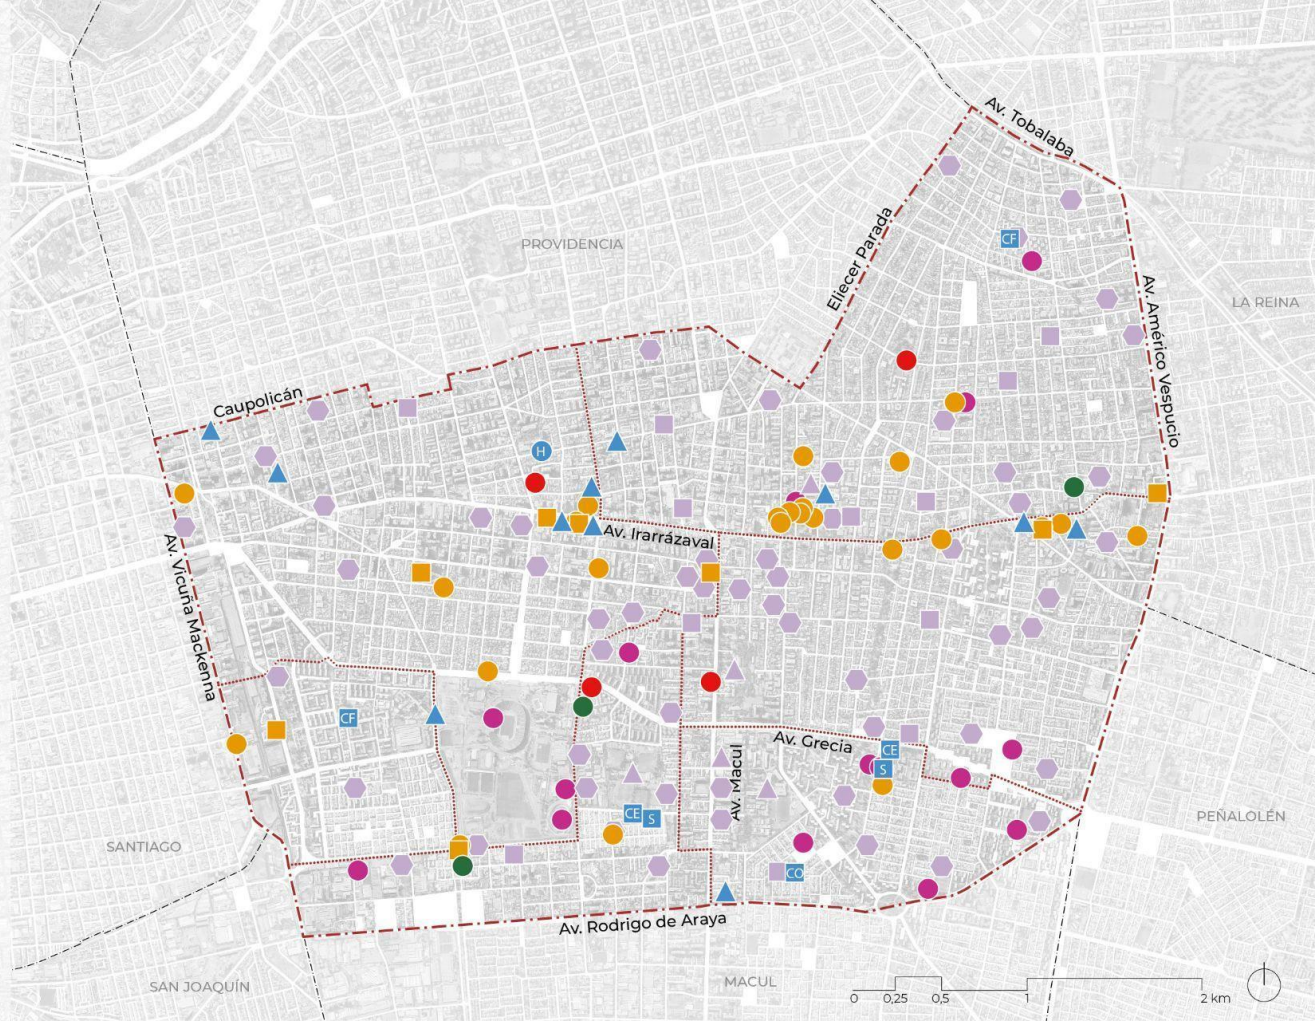 Av. Tobalaba
PROVIDENCIA
Eliecer Parada
CF
LA REINA
Av. Américo Vespucio
Caupolicán
H
Av. Irarrázaval
Av. Vicuña Mackenna
CF
Av. Grecia
CE
S
Av. Macul
CE
S
PEÑALOLÉN
SANTIAGO
CO
Av. Rodrigo de Araya
SAN JOAQUÍN
MACUL
0 0,25 0,5 1 2 km